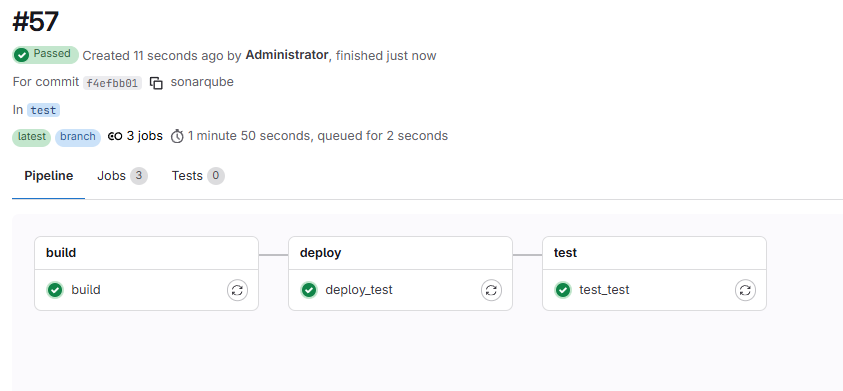 #57
Passed Created 11 seconds ago by Administrator, finished just now
For commit f4efbb01 sonarqube
In test
latest branch 3 jobs 1 minute 50 seconds, queued for 2 seconds
Pipeline Jobs 3 Tests 0
build deploy test
build deploy_test test_test